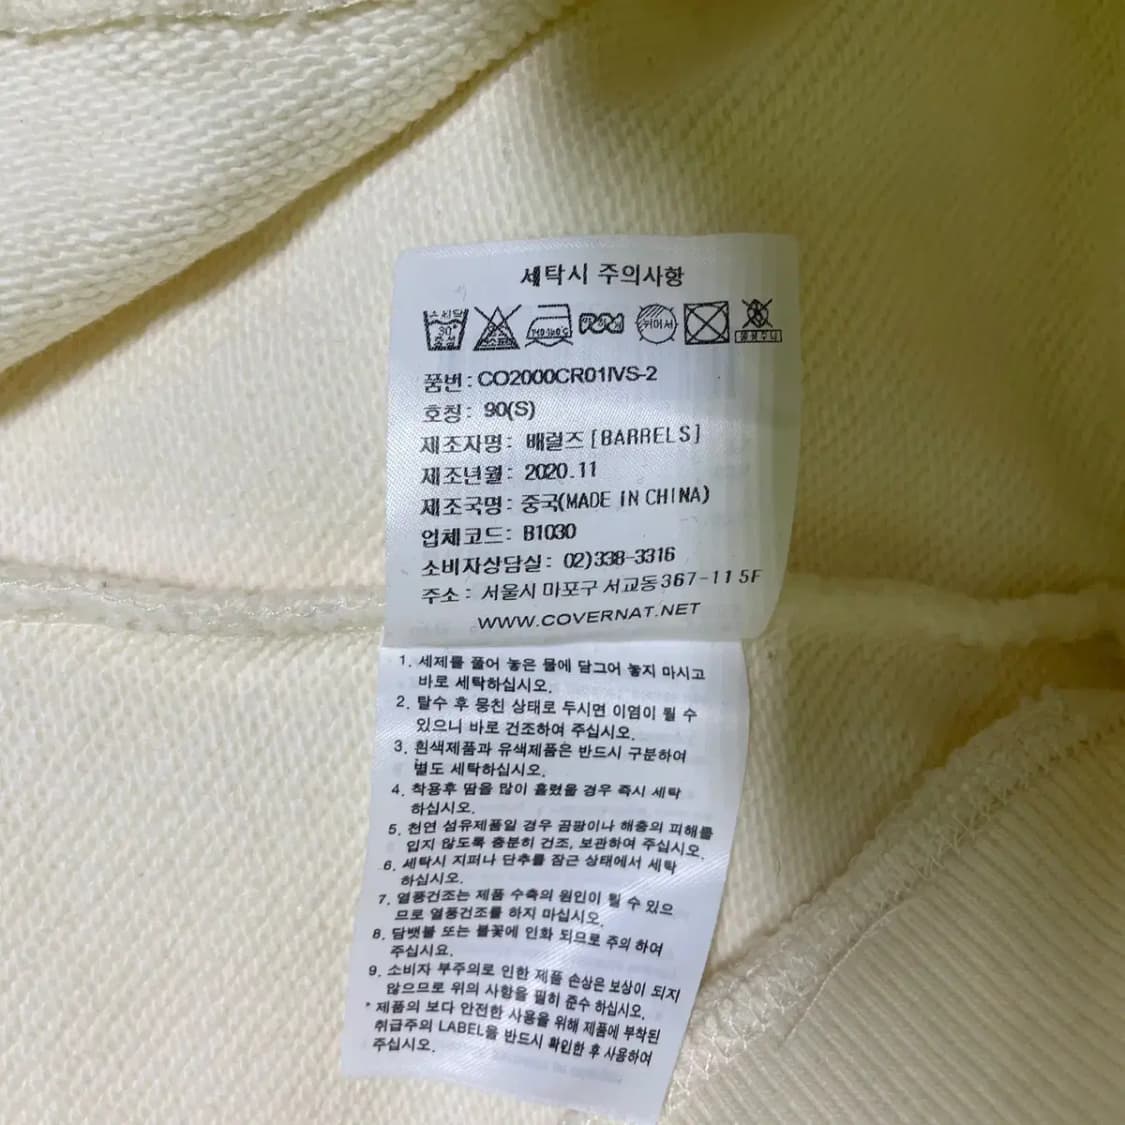 세탁시 주의사항
30°
중성
뉘어서
품번: CO2000CR01IVS-2
호칭: 90(S)
제조자명: 배럴즈 [BARRELS]
제조년월: 2020.11
제조국명: 중국(MADE IN CHINA)
업체코드: B1030
소비자상담실: 02)338-3316
주소: 서울시 마포구 서교동367-11 5F
WWW.COVERNAT.NET
1. 세제를 풀어 놓은 물에 담그어 놓지 마시고
바로 세탁하십시오.
2. 탈수 후 뭉친 상태로 두시면 이염이 될 수
있으니 바로 건조하여 주십시오.
3. 흰색제품과 유색제품은 반드시 구분하여
별도 세탁하십시오.
4. 착용후 땀을 많이 흘렸을 경우 즉시 세탁
하십시오.
5. 천연 섬유제품일 경우 곰팡이나 해충의 피해를
입지 않도록 충분히 건조, 보관하여 주십시오.
6. 세탁시 지퍼나 단추를 잠근 상태에서 세탁
하십시오.
7. 열풍건조는 제품 수축의 원인이 될 수 있으
므로 열풍건조를 하지 마십시오.
8. 담뱃불 또는 불꽃에 인화 되므로 주의 하여
주십시요.
9. 소비자 부주의로 인한 제품 손상은 보상이 되지
않으므로 위의 사항을 필히 준수 하십시오.
* 제품의 보다 안전한 사용을 위해 제품에 부착된
취급주의 LABEL을 반드시 확인한 후 사용하여
주십시오.